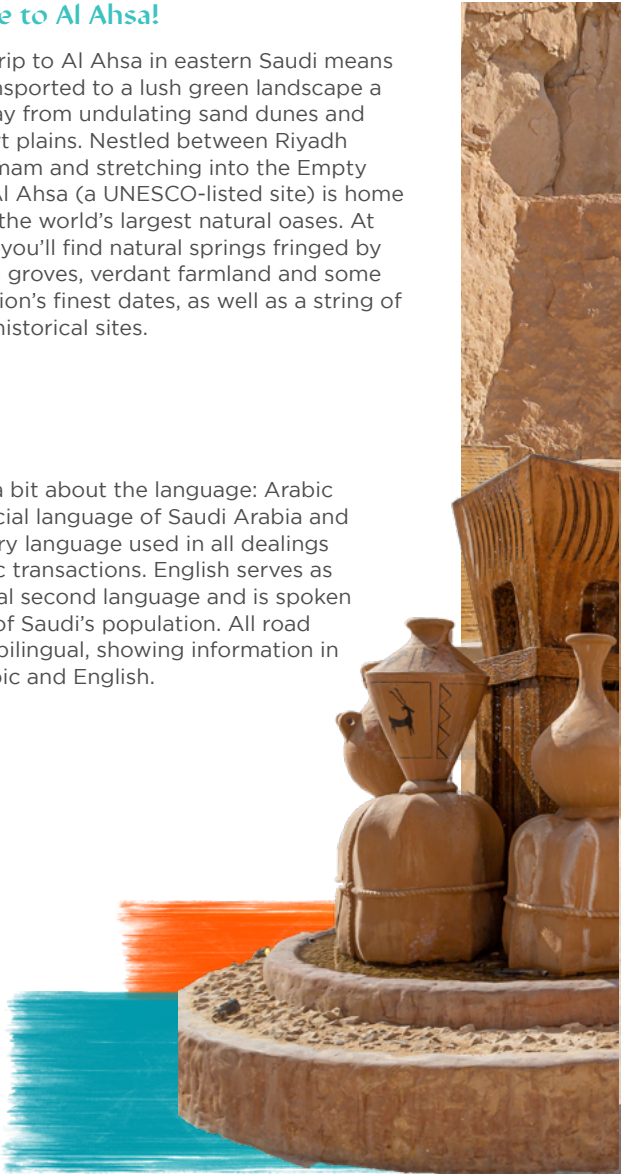 e to Al Ahsa!
rip to Al Ahsa in eastern Saudi means
nsported to a lush green landscape a
ay from undulating sand dunes and
rt plains. Nestled between Riyadh
mam and stretching into the Empty
Al Ahsa (a UNESCO-listed site) is home
the world's largest natural oases. At
you'll find natural springs fringed by
groves, verdant farmland and some
ion's finest dates, as well as a string of
historical sites.
a bit about the language: Arabic
cial language of Saudi Arabia and
ry language used in all dealings
c transactions. English serves as
al second language and is spoken
of Saudi's population. All road
bilingual, showing information in
bic and English.